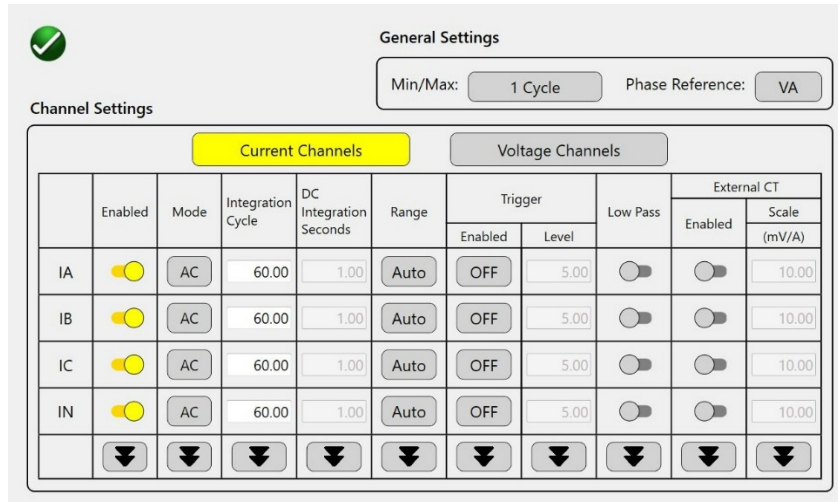 General Settings
Min/Max: 1 Cycle Phase Reference: VA
Channel Settings
Current Channels Voltage Channels
Enabled Mode Integration Cycle DC Integration Seconds Range Trigger Low Pass External CT
Enabled Level Enabled Scale
(mV/A)
IA AC 60.00 1.00 Auto OFF 5.00 10.00
IB AC 60.00 1.00 Auto OFF 5.00 10.00
IC AC 60.00 1.00 Auto OFF 5.00 10.00
IN AC 60.00 1.00 Auto OFF 5.00 10.00